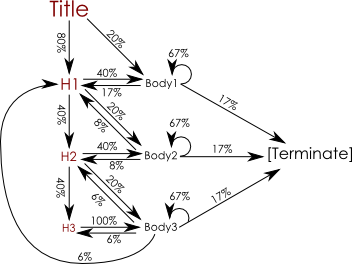 Title
80%
20%
67%
H1
40%
17%
Body1
17%
40%
20%
8%
67%
H2
40%
8%
Body2
17%
[Terminate]
40%
20%
6%
67%
H3
100%
6%
Body3
17%
6%